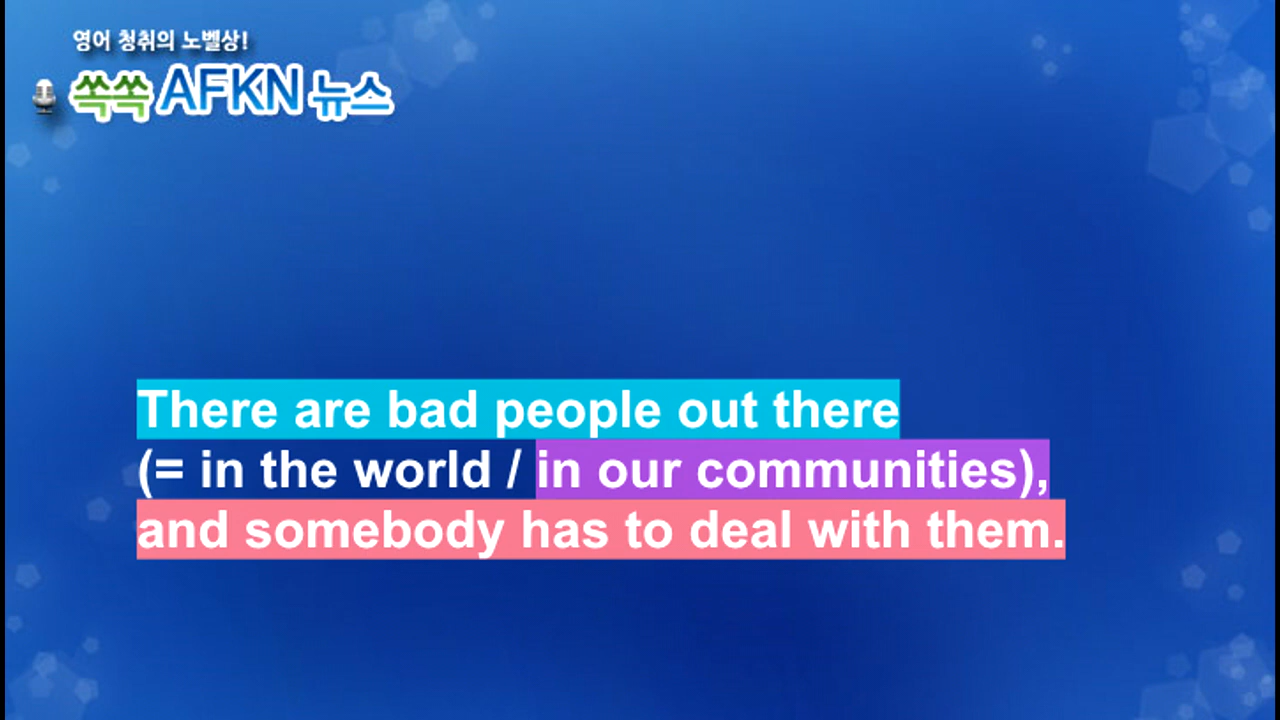 영어 청취의 노벨상!
쏙쏙 AFKN 뉴스
There are bad people out there
(= in the world / in our communities),
and somebody has to deal with them.